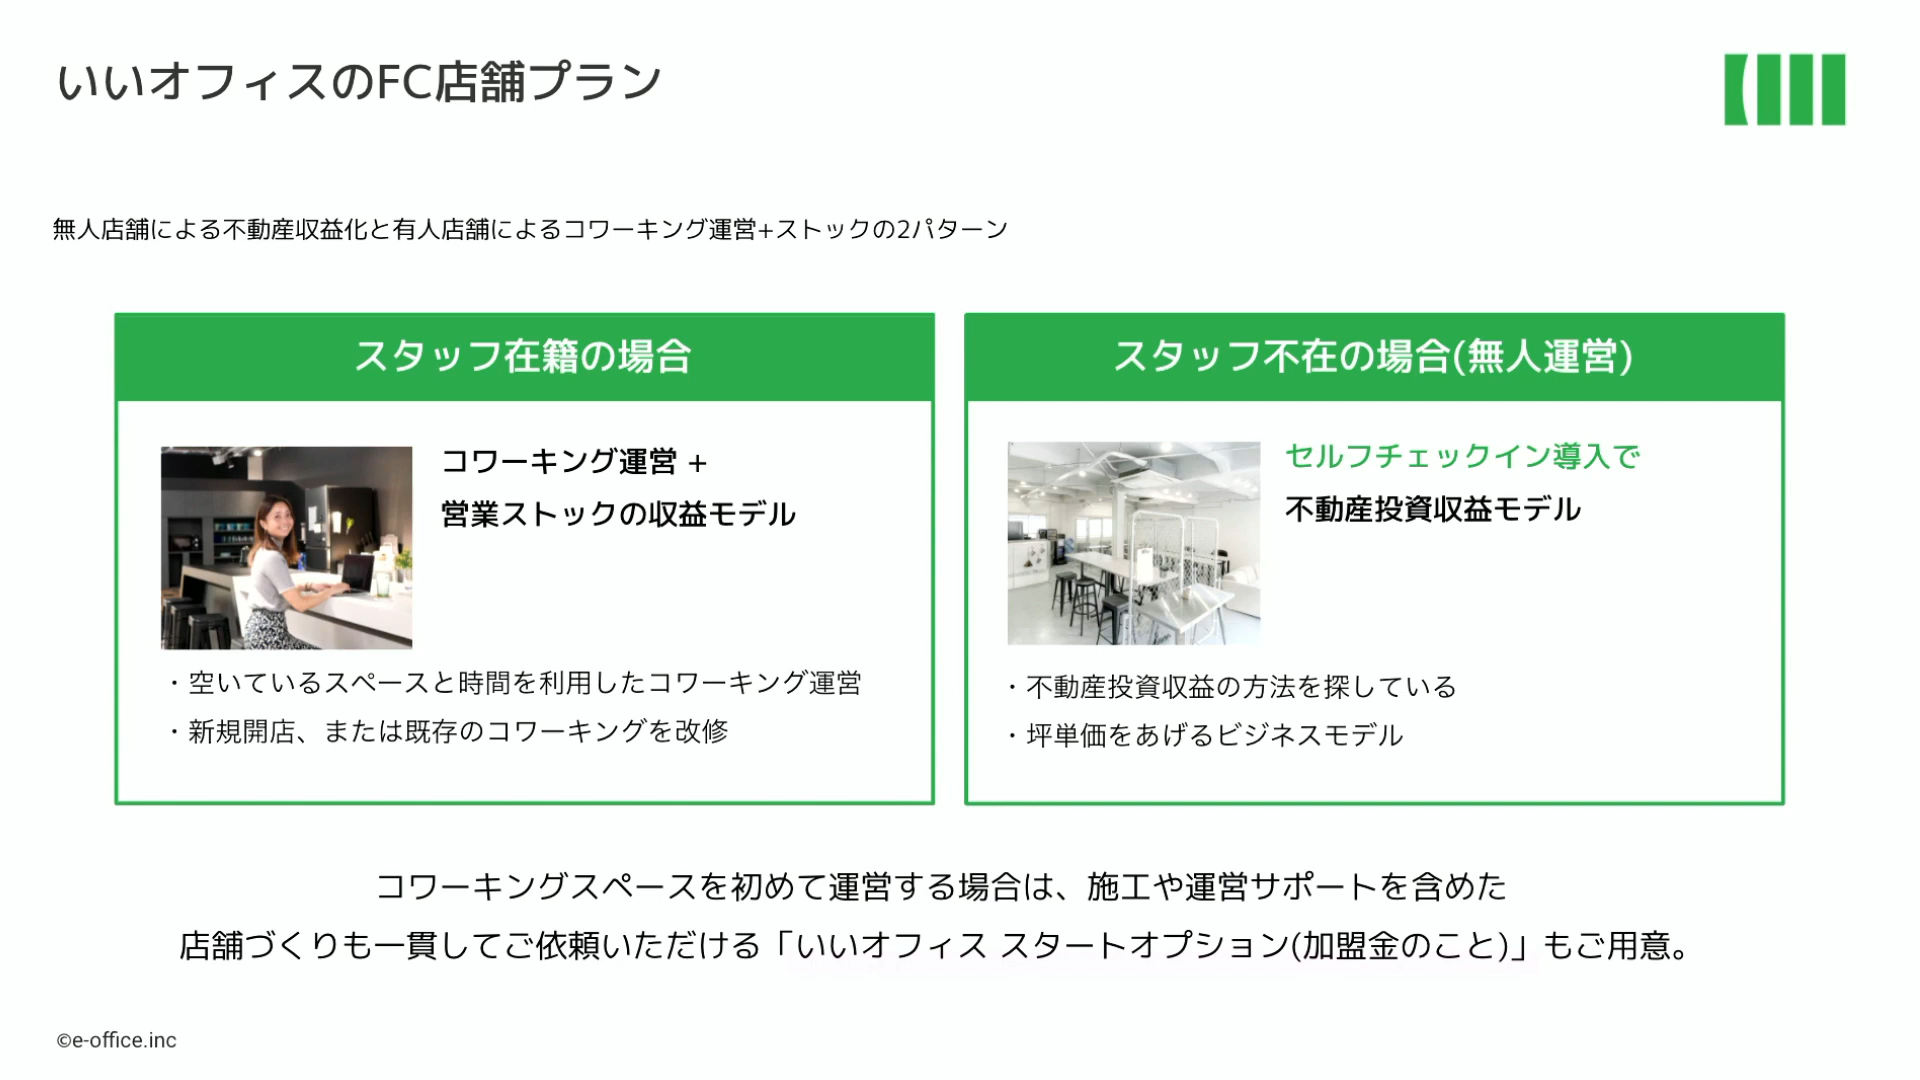 いいオフィスのFC店舗プラン
無人店舗による不動産収益化と有人店舗によるコワーキング運営+ストックの2パターン
スタッフ在籍の場合
コワーキング運営 +
営業ストックの収益モデル
・空いているスペースと時間を利用したコワーキング運営
・新規開店、または既存のコワーキングを改修
スタッフ不在の場合(無人運営)
セルフチェックイン導入で
不動産投資収益モデル
・不動産投資収益の方法を探している
・坪単価をあげるビジネスモデル
コワーキングスペースを初めて運営する場合は、施工や運営サポートを含めた
店舗づくりも一貫してご依頼いただける「いいオフィス スタートオプション(加盟金のこと)」もご用意。
©e-office.inc